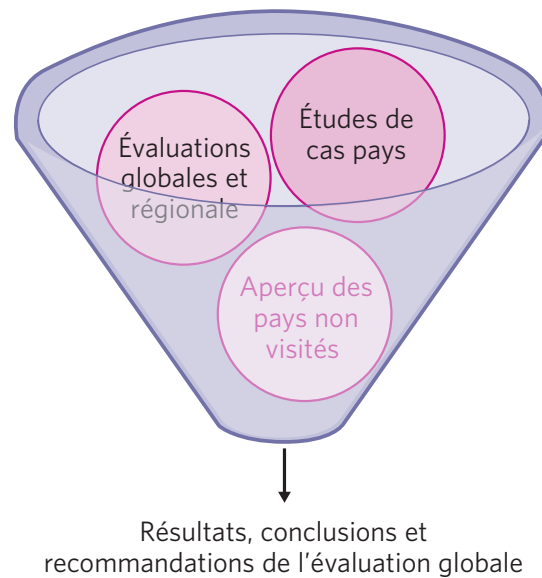 Évaluations
globales et
régionale
Études de
cas pays
Aperçu des
pays non
visités
Résultats, conclusions et
recommandations de l'évaluation globale